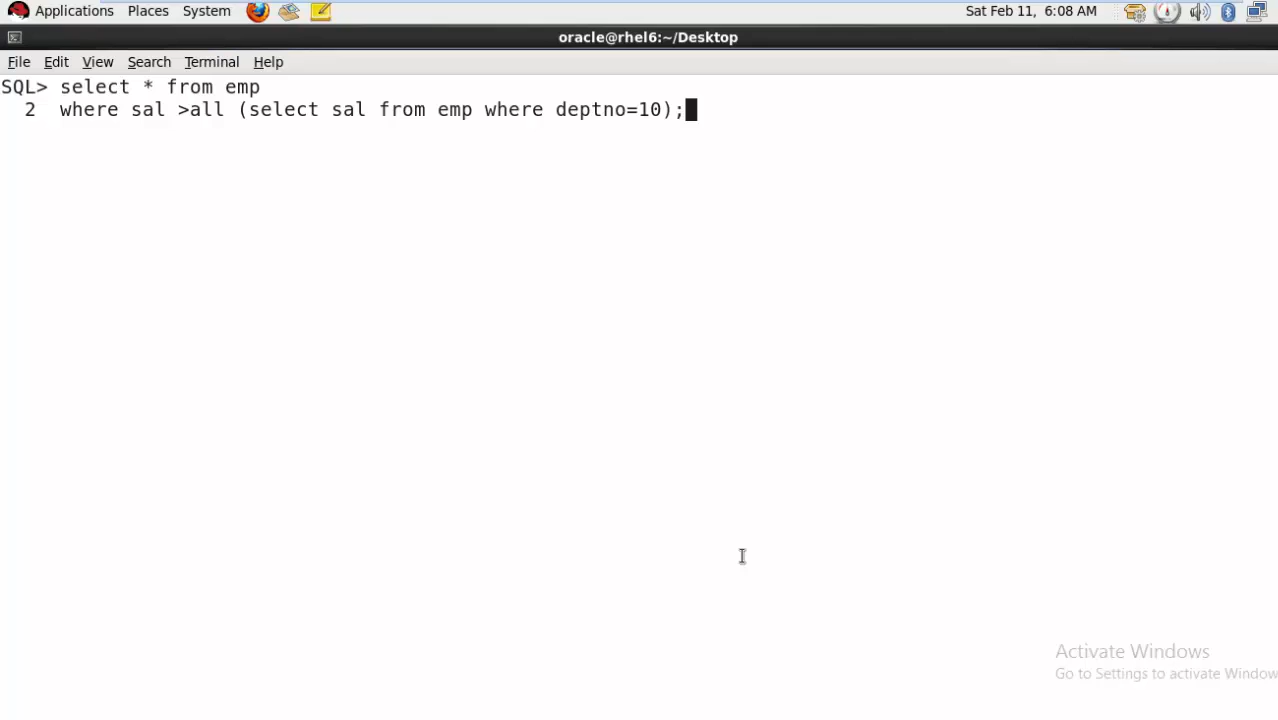 Applications Places System Sat Feb 11, 6:08 AM
oracle@rhel6:~/Desktop
File Edit View Search Terminal Help
SQL> select * from emp
2 where sal >all (select sal from emp where deptno=10);
Activate Windows
Go to Settings to activate Window